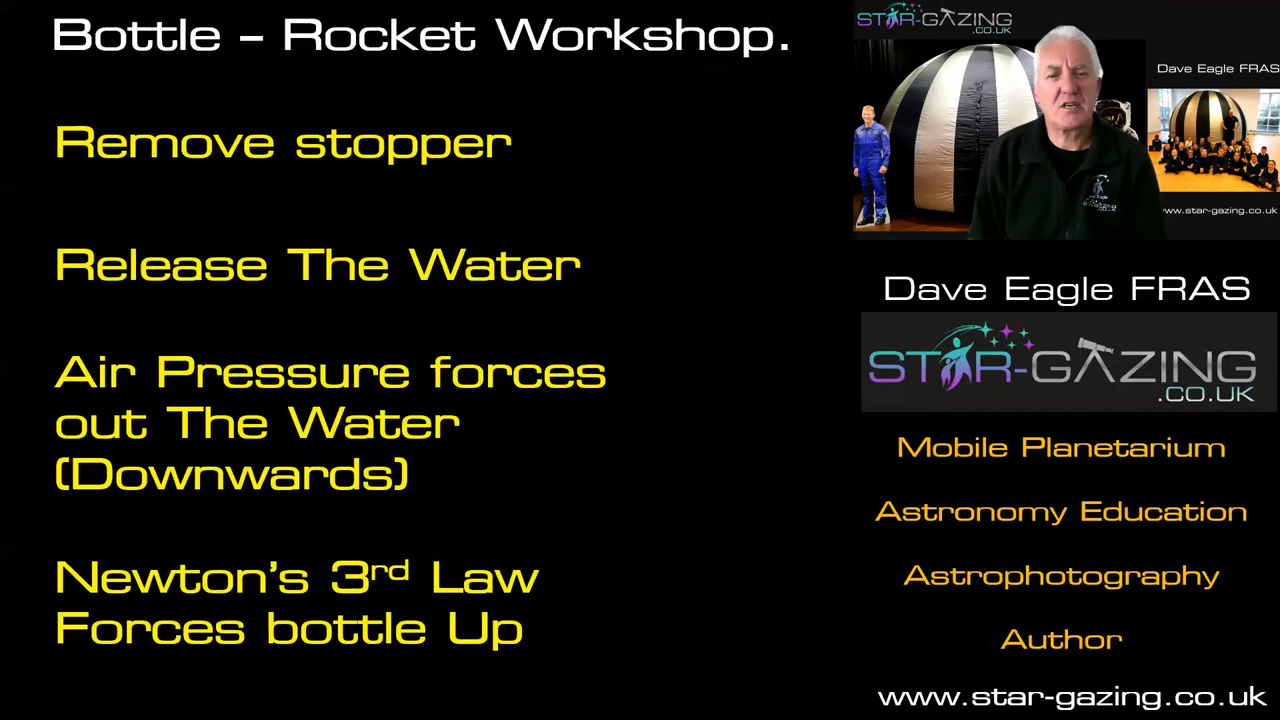 Bottle – Rocket Workshop.
Remove stopper
Release The Water
Air Pressure forces
out The Water
(Downwards)
Newton's 3rd Law
Forces bottle Up
STAR-GAZING
.CO.UK
Dave Eagle FRAS
www.star-gazing.co.uk
Dave Eagle FRAS
STAR-GAZING
.CO.UK
Mobile Planetarium
Astronomy Education
Astrophotography
Author
www.star-gazing.co.uk